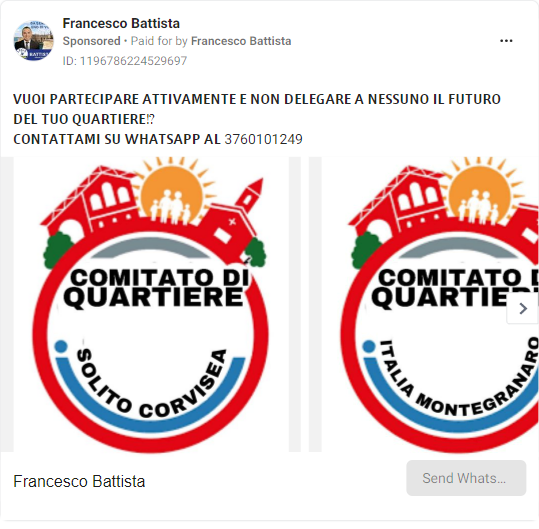 Francesco Battista
Sponsored • Paid for by Francesco Battista
ID: 1196786224529697
VUOI PARTECIPARE ATTIVAMENTE E NON DELEGARE A NESSUNO IL FUTURO
DEL TUO QUARTIERE⁉
CONTATTAMI SU WHATSAPP AL 3760101249
COMITATO DI
QUARTIERE
SOLITO CORVISEA
COMITATO D
QUARTIE
ITALIA MONTEGRANARO
Francesco Battista
Send Whats...